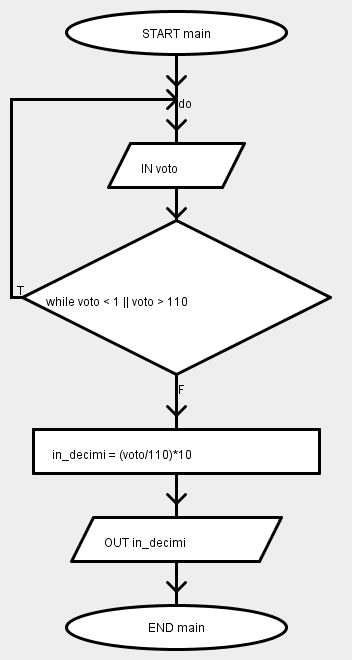 START main
do
IN voto
T
while voto < 1 || voto > 110
F
in_decimi = (voto/110)*10
OUT in_decimi
END main